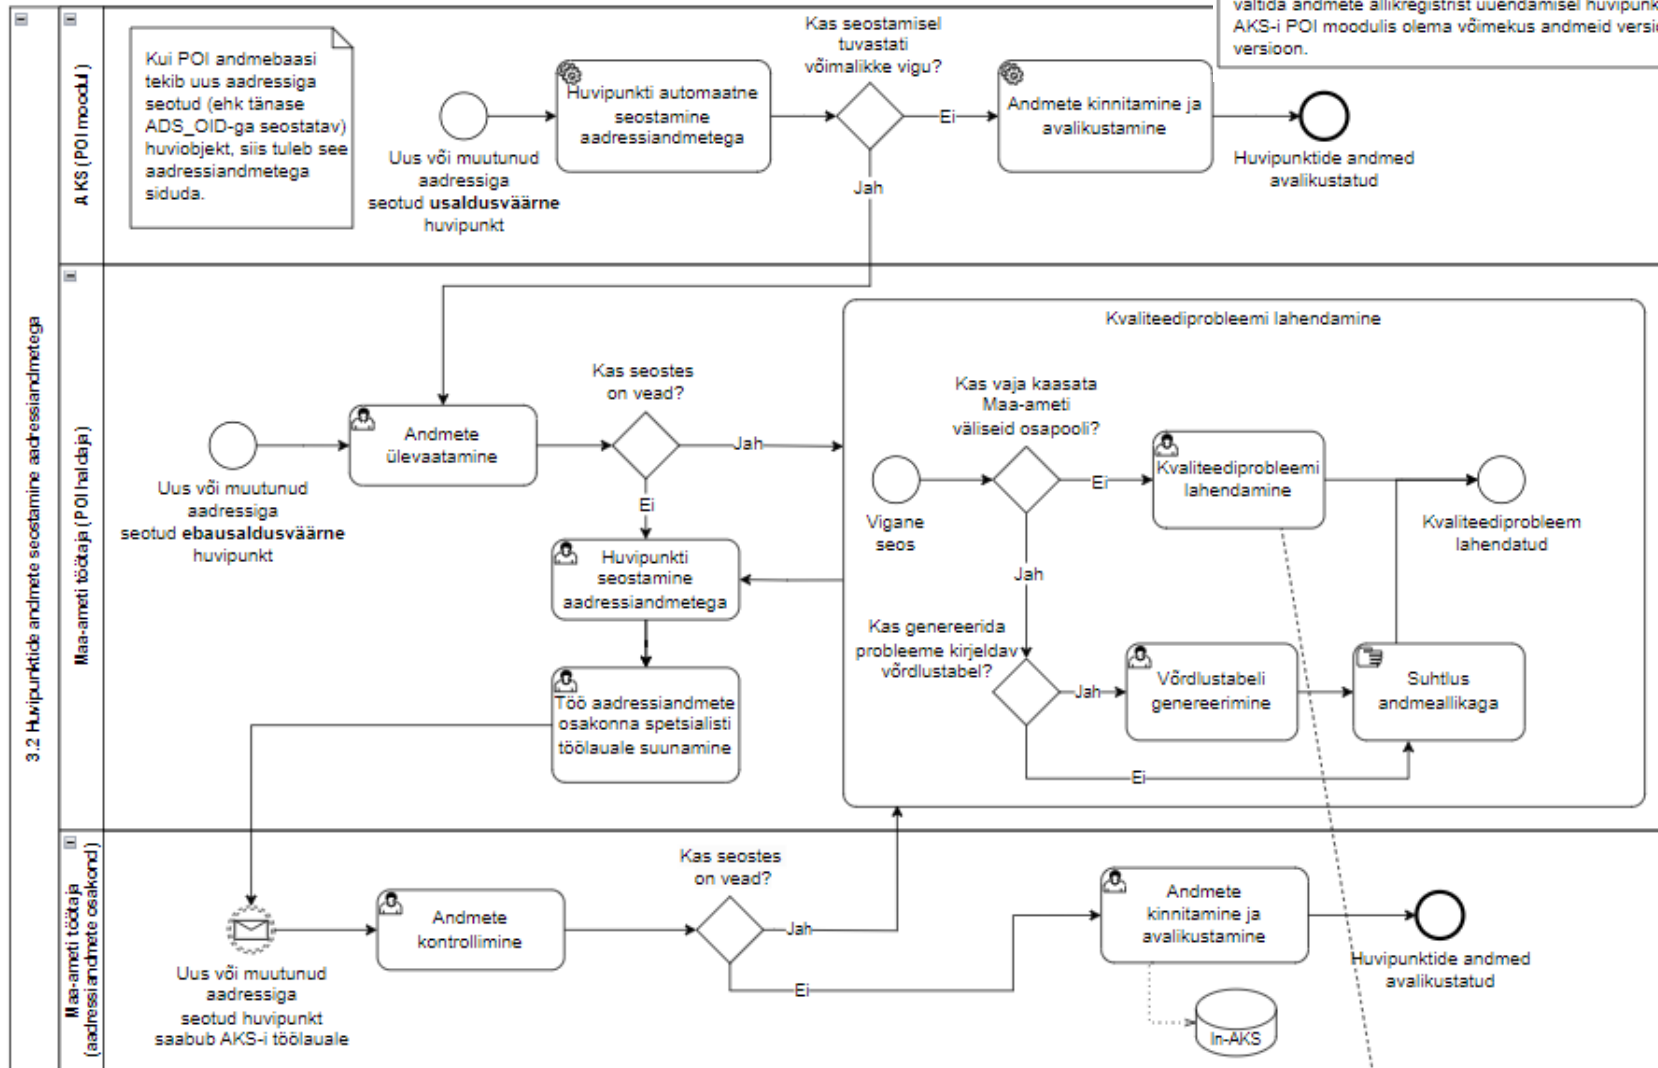 3.2 Huvipunktide andmete seostamine aadressiandmetega
AKS (POI moodul)
Kui POI andmebaasi
tekib uus aadressiga
seotud (ehk tänase
ADS_OID-ga seostatav)
huviobjekt, siis tuleb see
aadressiandmetega
siduda.
Uus või muutunud
aadressiga
seotud usaldusväärne
huvipunkt
Huvipunkti automaatne
seostamine
aadressiandmetega
Kas seostamisel
tuvastati
võimalikke vigu?
Ei
Jah
Andmete kinnitamine ja
avalikustamine
Huvipunktide andmed
avalikustatud
vältida andmete allikregistrist uuendamisel
AKS-i POI moodulis olema võimekus andmeid
versioon.
Maa-ameti töötaja (POI haldaja)
Uus või muutunud
aadressiga
seotud ebausaldusväärne
huvipunkt
Andmete
ülevaatamine
Kas seostes
on vead?
Jah
Ei
Huvipunkti
seostamine
aadressiandmetega
Töö aadressiandmete
osakonna spetsialisti
töölauale suunamine
Kvaliteediprobleemi lahendamine
Vigane
seos
Kas vaja kaasata
Maa-ameti
väliseid osapooli?
Ei
Jah
Kvaliteediprobleemi
lahendamine
Kvaliteediprobleem
lahendatud
Kas genereerida
probleeme kirjeldav
võrdlustabel?
Jah
Ei
Võrdlustabeli
genereerimine
Suhtlus
andmeallikaga
Maa-ameti töötaja
(aadressiandmete osakond)
Uus või muutunud
aadressiga
seotud huvipunkt
saabub AKS-i töölauale
Andmete
kontrollimine
Kas seostes
on vead?
Jah
Ei
Andmete
kinnitamine ja
avalikustamine
In-AKS
Huvipunktide andmed
avalikustatud